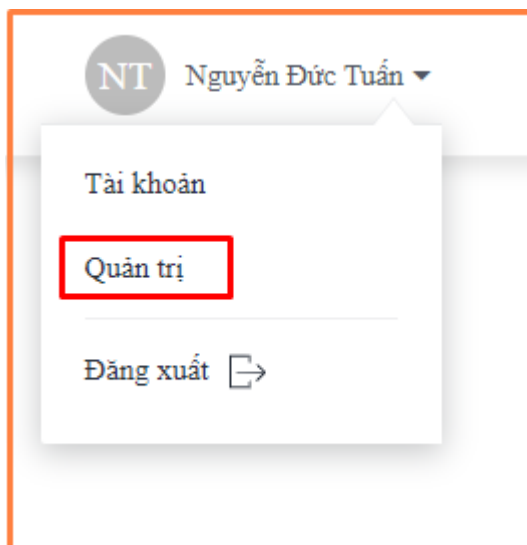 NT
Nguyễn Đức Tuấn
Tài khoản
Quản trị
Đăng xuất